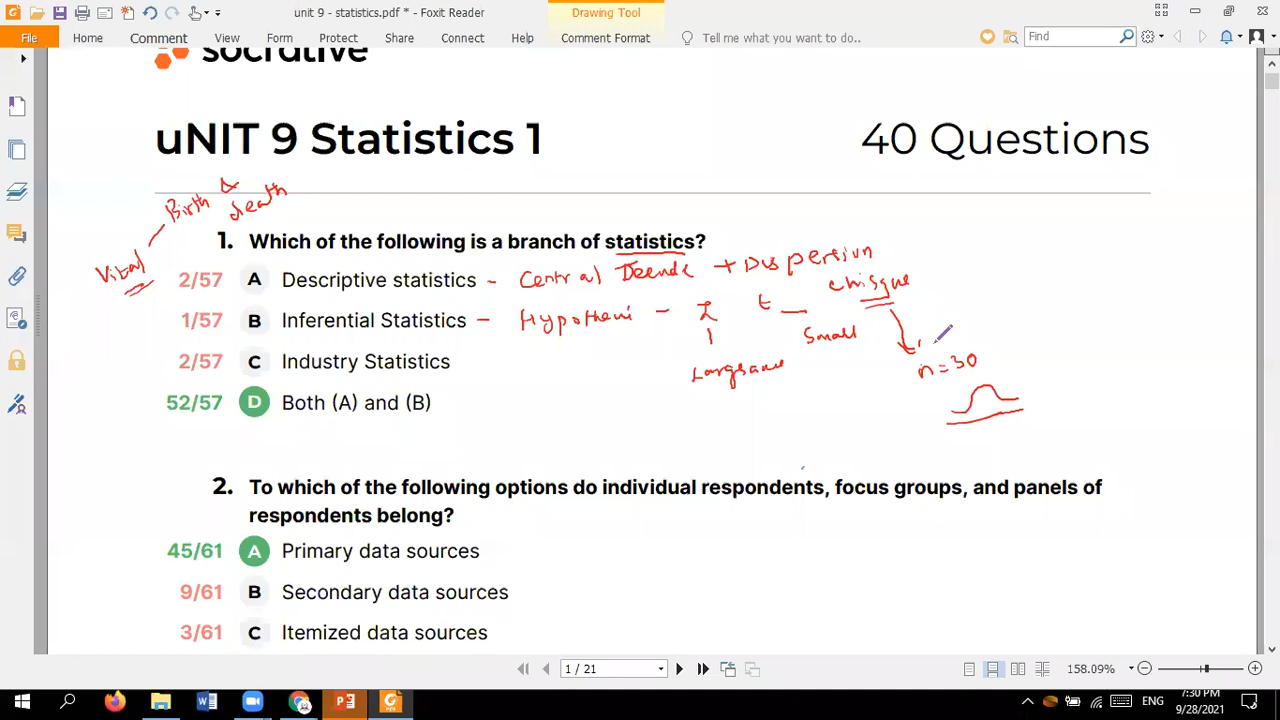 unit 9 - statistics.pdf * - Foxit Reader
Drawing Tool
File Home Comment View Form Protect Share Connect Help Comment Format Tell me what you want to do.. Find
socrative
uNIT 9 Statistics 1
40 Questions
Birth &
death
Vital
1. Which of the following is a branch of statistics?
2/57 A Descriptive statistics - Central + Dispersion
1/57 B Inferential Statistics - Hypothesi - Z t - Small
2/57 C Industry Statistics
n=30
52/57 D Both (A) and (B)
2. To which of the following options do individual respondents, focus groups, and panels of
respondents belong?
45/61 A Primary data sources
9/61 B Secondary data sources
3/61 C Itemized data sources
1 / 21
158.09%
ENG
7:30 PM
9/28/2021